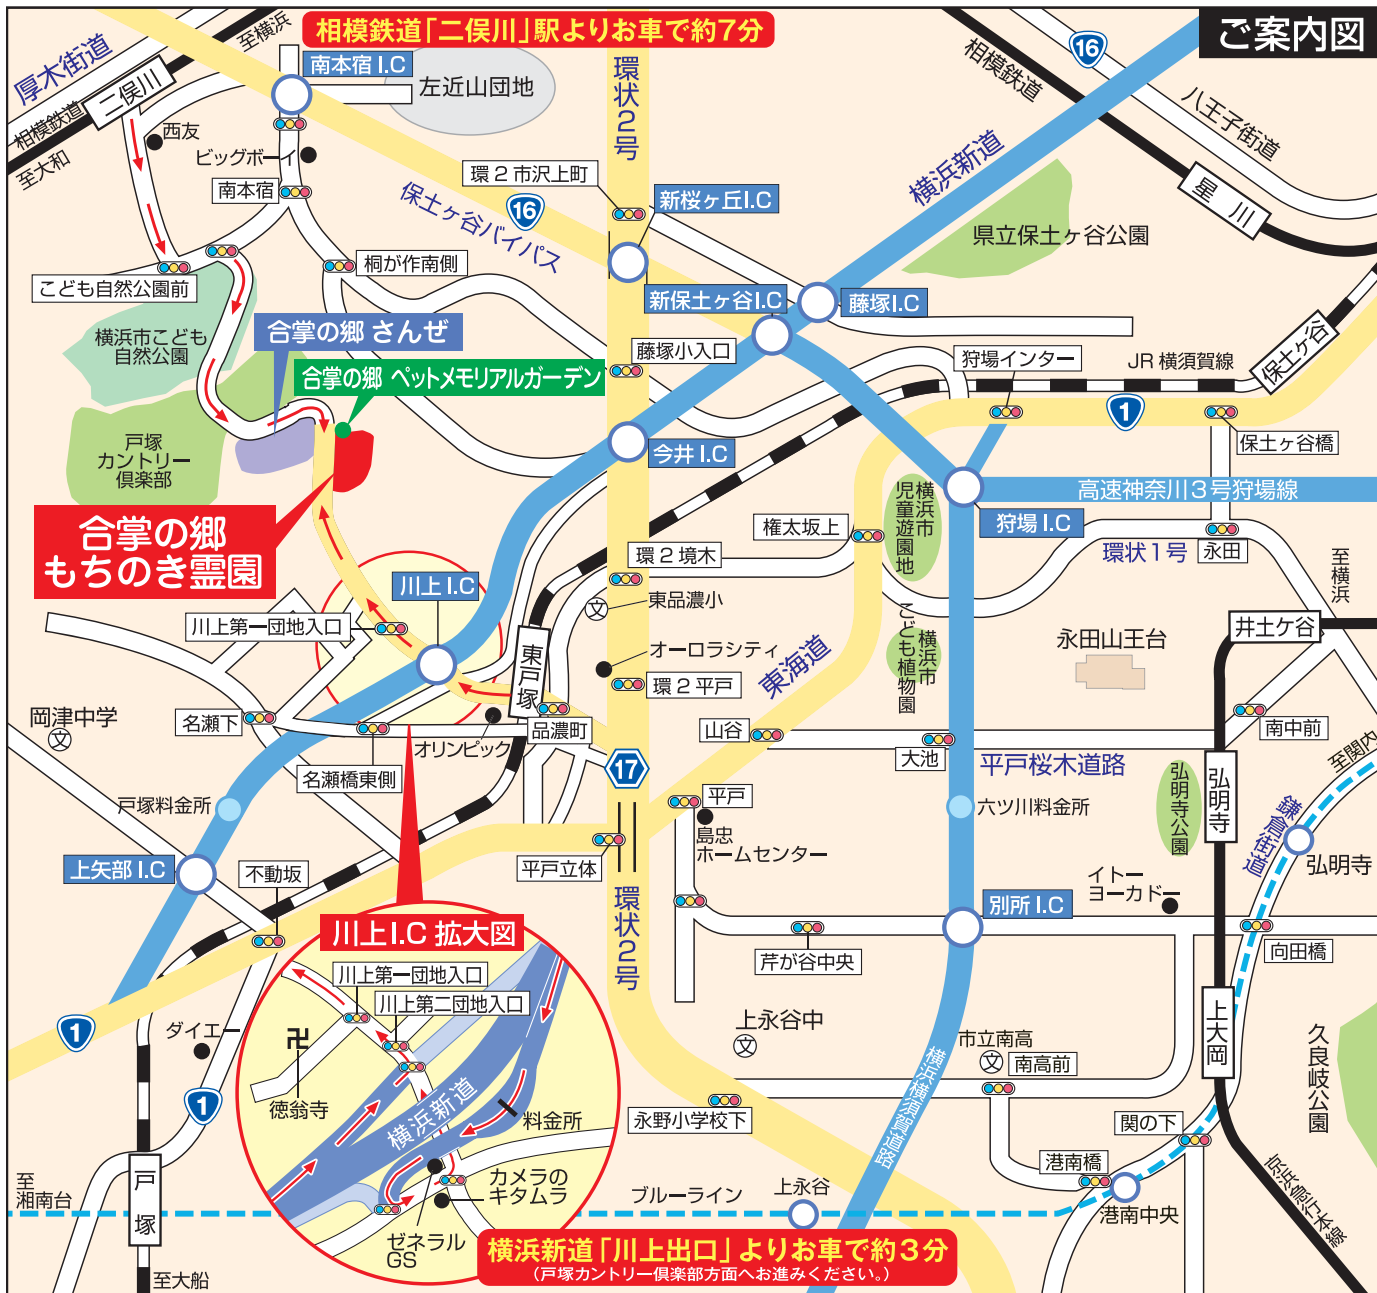 相模鉄道「二俣川」駅よりお車で約7分
ご案内図
至横浜
厚木街道
南本宿 I.C
左近山団地
環状2号
16
相模鉄道
八王子街道
二俣川
相模鉄道
至大和
西友
ビッグボーイ
南本宿
保土ヶ谷バイパス
16
環2市沢上町
新桜ヶ丘I.C
横浜新道
星川
県立保土ヶ谷公園
桐が作南側
こども自然公園前
新保土ヶ谷I.C
藤塚I.C
横浜市こども
自然公園
合掌の郷 さんぜ
合掌の郷 ペットメモリアルガーデン
藤塚小入口
狩場インター
JR 横須賀線
保土ヶ谷
1
保土ヶ谷橋
戸塚
カントリー
倶楽部
今井 I.C
高速神奈川3号狩場線
合掌の郷
もちのき霊園
横浜市
児童遊園地
権太坂上
狩場 I.C
環状1号
永田
至横浜
川上 I.C
環2境木
東品濃小
文
川上第一団地入口
横浜市
こども植物園
永田山王台
井土ケ谷
東戸塚
オーロラシティ
環2平戸
東海道
岡津中学
文
名瀬下
オリンピック
品濃町
山谷
大池
平戸桜木道路
南中前
至関内
名瀬橋東側
17
戸塚料金所
平戸
島忠
ホームセンター
六ツ川料金所
弘明寺公園
弘明寺
鎌倉街道
弘明寺
上矢部 I.C
不動坂
平戸立体
環状2号
イトー
ヨーカドー
別所 I.C
川上I.C 拡大図
芹が谷中央
向田橋
川上第一団地入口
川上第二団地入口
卍
徳翁寺
横浜新道
料金所
カメラの
キタムラ
ゼネラル
GS
1
ダイエー
1
上永谷中
文
市立南高
文
南高前
上大岡
久良岐公園
横浜横須賀道路
永野小学校下
関の下
港南橋
港南中央
京浜急行本線
至
湘南台
戸塚
至大船
ブルーライン
上永谷
横浜新道「川上出口」よりお車で約3分
(戸塚カントリー倶楽部方面へお進みください。)